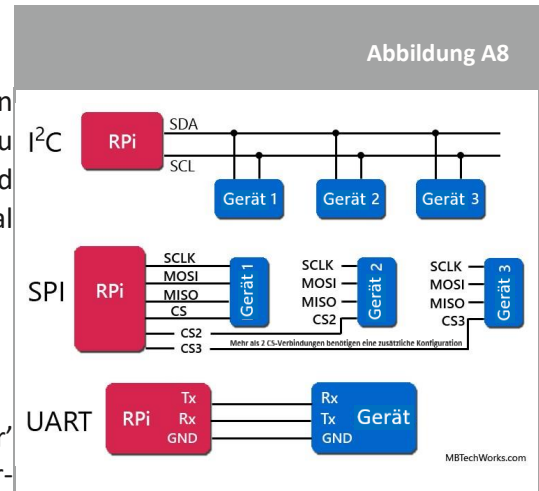 Abbildung A8
n
u
d
al
r’
r-
I²C
RPi
SDA
SCL
Gerät 1
Gerät 2
Gerät 3
SPI
RPi
SCLK
MOSI
MISO
CS
CS2
CS3
Gerät 1
SCLK
MOSI
MISO
CS2
Gerät 2
SCLK
MOSI
MISO
CS3
Gerät 3
Mehr als 2 CS-Verbindungen benötigen eine zusätzliche Konfiguration
UART
RPi
Tx
Rx
GND
Rx
Tx
GND
Gerät
MBTechWorks.com